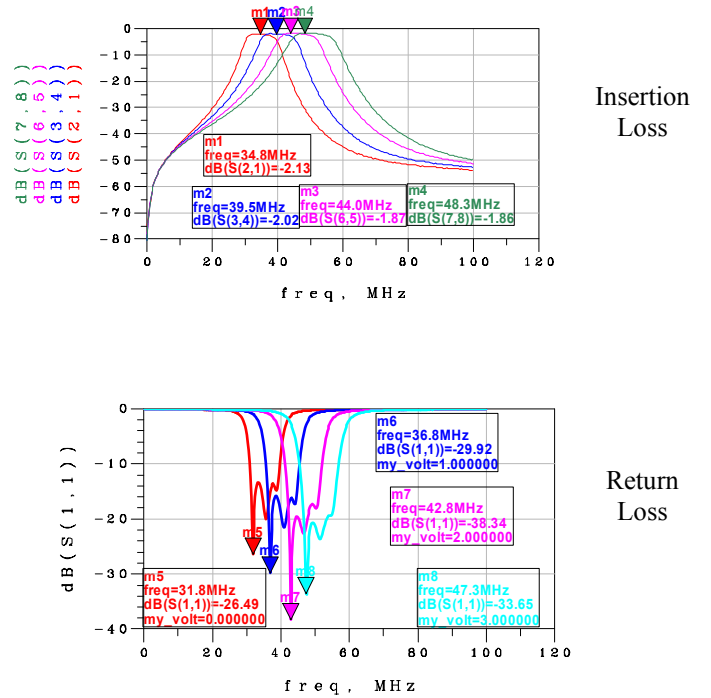 m1 m2 m3 m4
0
-10
-20
-30
-40
-50
-60
-70
-80
dB(S(7,8))
dB(S(6,5))
dB(S(3,4))
dB(S(2,1))
m1
freq=34.8MHz
dB(S(2,1))=-2.13
m2
freq=39.5MHz
dB(S(3,4))=-2.02
m3
freq=44.0MHz
dB(S(6,5))=-1.87
m4
freq=48.3MHz
dB(S(7,8))=-1.86
0 20 40 60 80 100 120
freq, MHz
Insertion
Loss
0
-10
-20
-30
-40
dB(S(1,1))
m5
m6
m7
m8
m6
freq=36.8MHz
dB(S(1,1))=-29.92
my_volt=1.000000
m7
freq=42.8MHz
dB(S(1,1))=-38.34
my_volt=2.000000
m5
freq=31.8MHz
dB(S(1,1))=-26.49
my_volt=0.000000
m8
freq=47.3MHz
dB(S(1,1))=-33.65
my_volt=3.000000
0 20 40 60 80 100 120
freq, MHz
Return
Loss